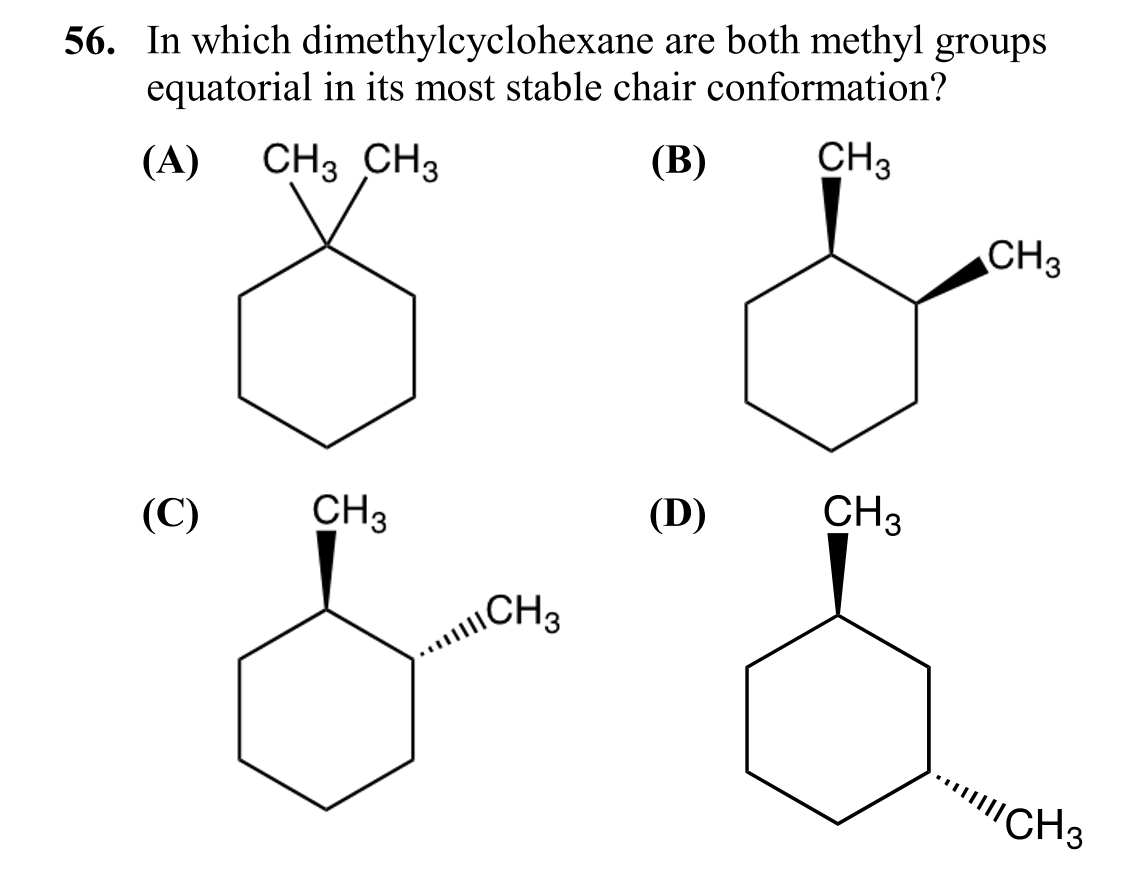 56. In which dimethylcyclohexane are both methyl groups
equatorial in its most stable chair conformation?
(A) CH3 CH3
(B) CH3
CH3
(C) CH3
CH3
(D) CH3
CH3